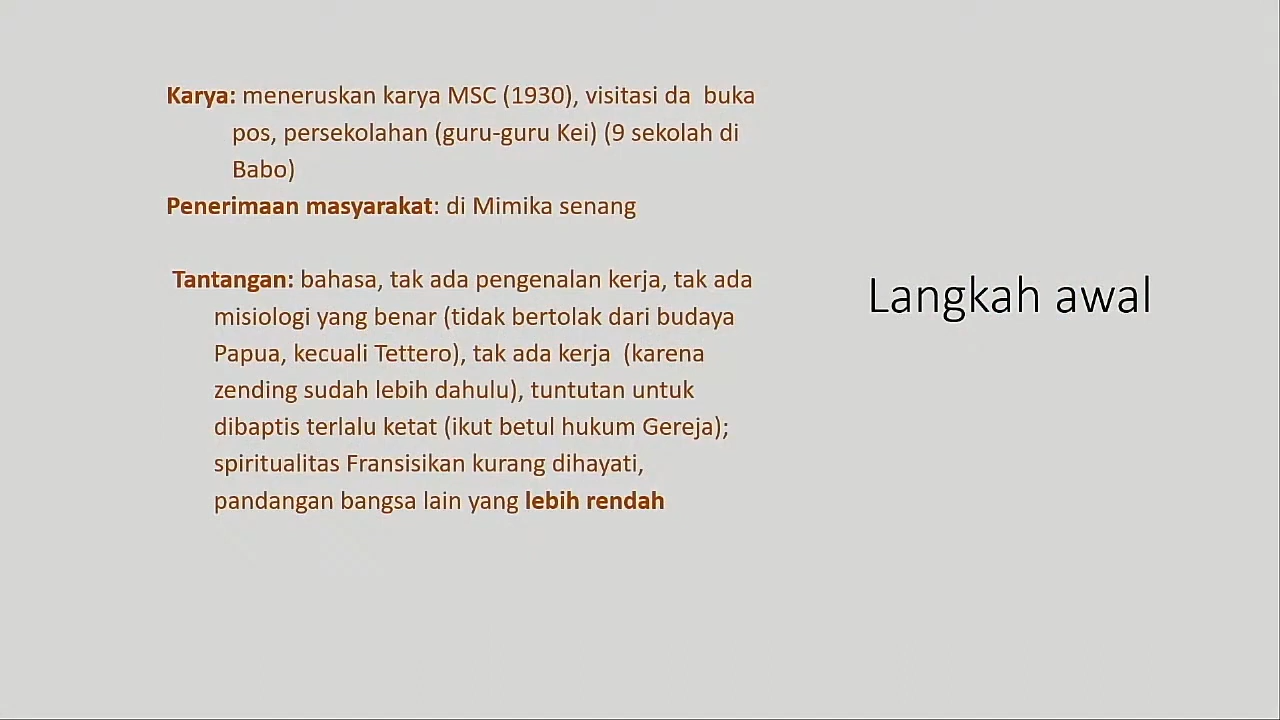 Karya: meneruskan karya MSC (1930), visitasi da  buka
pos, persekolahan (guru-guru Kei) (9 sekolah di
Babo)
Penerimaan masyarakat: di Mimika senang
Tantangan: bahasa, tak ada pengenalan kerja, tak ada
misiologi yang benar (tidak bertolak dari budaya
Papua, kecuali Tettero), tak ada kerja  (karena
zending sudah lebih dahulu), tuntutan untuk
dibaptis terlalu ketat (ikut betul hukum Gereja);
spiritualitas Fransisikan kurang dihayati,
pandangan bangsa lain yang lebih rendah
Langkah awal